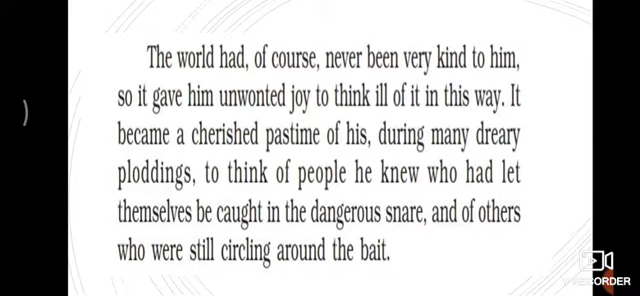 The world had, of course, never been very kind to him,
so it gave him unwonted joy to think ill of it in this way. It
became a cherished pastime of his, during many dreary
ploddings, to think of people he knew who had let
themselves be caught in the dangerous snare, and of others
who were still circling around the bait.
RECORDER